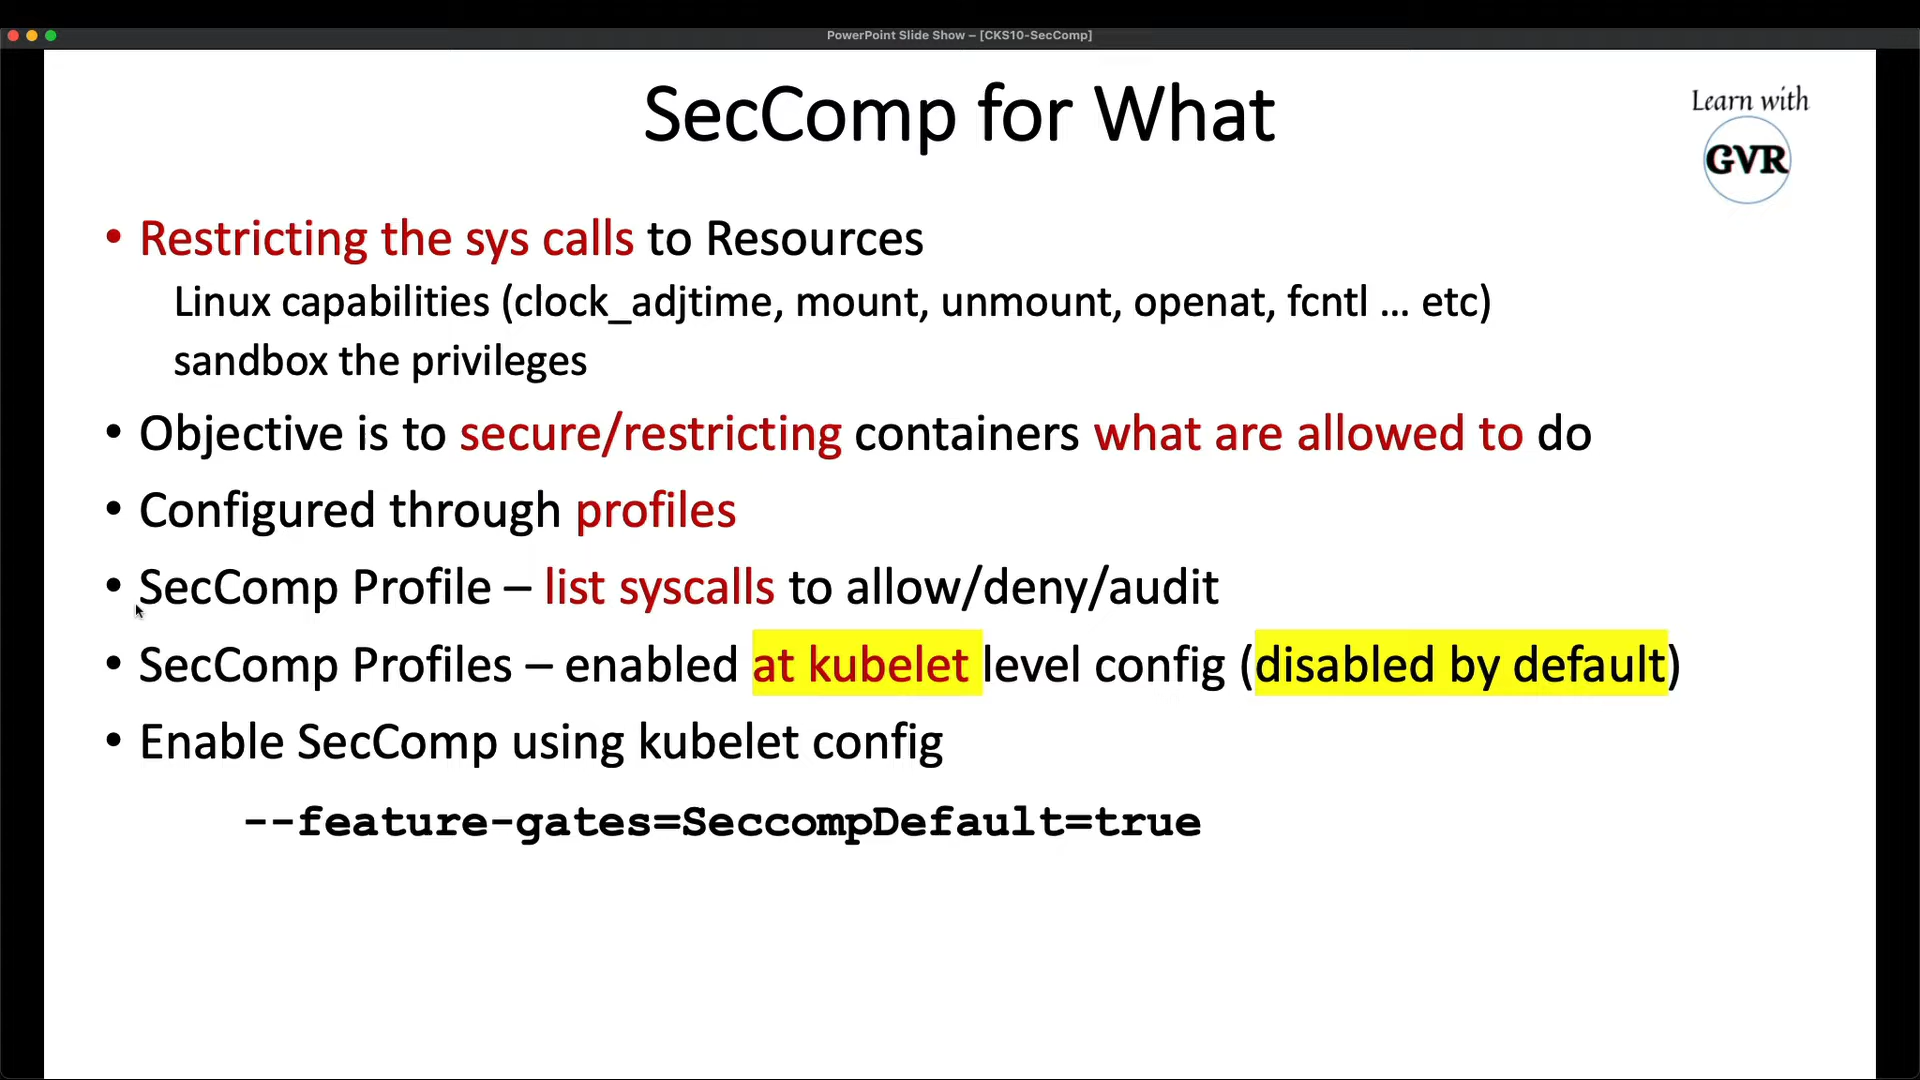 PowerPoint Slide Show – [CKS10-SecComp]
SecComp for What
Learn with
GVR
• Restricting the sys calls to Resources
Linux capabilities (clock_adjtime, mount, unmount, openat, fcntl ... etc)
sandbox the privileges
• Objective is to secure/restricting containers what are allowed to do
• Configured through profiles
• SecComp Profile – list syscalls to allow/deny/audit
• SecComp Profiles – enabled at kubelet level config (disabled by default)
• Enable SecComp using kubelet config
--feature-gates=SeccompDefault=true